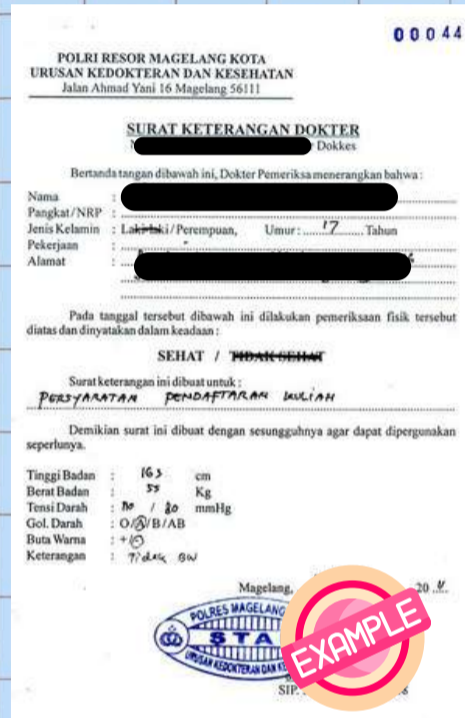 00044
POLRI RESOR MAGELANG KOTA
URUSAN KEDOKTERAN DAN KESEHATAN
Jalan Ahmad Yani 16 Magelang 56111
SURAT KETERANGAN DOKTER
Dokkes
Bertanda tangan dibawah ini, Dokter Pemeriksa menerangkan bahwa :
Nama :
Pangkat/NRP :
Jenis Kelamin : Laki-laki/Perempuan, Umur : 17 Tahun
Pekerjaan : -
Alamat :
Pada tanggal tersebut dibawah ini dilakukan pemeriksaan fisik tersebut
diatas dan dinyatakan dalam keadaan :
SEHAT / TIDAK SEHAT
Surat keterangan ini dibuat untuk :
PERSYARATAN PENDAFTARAN KULIAH
Demikian surat ini dibuat dengan sesungguhnya agar dapat dipergunakan
seperlunya.
Tinggi Badan : 163 cm
Berat Badan : 55 Kg
Tensi Darah : / 80 mmHg
Gol. Darah : O/A/B/AB
Buta Warna : +/-
Keterangan : Tidak BW
Magelang, 20
POLRES MAGELANG
STA
URUSAN KEDOKTERAN DAN
EXAMPLE
SIP.